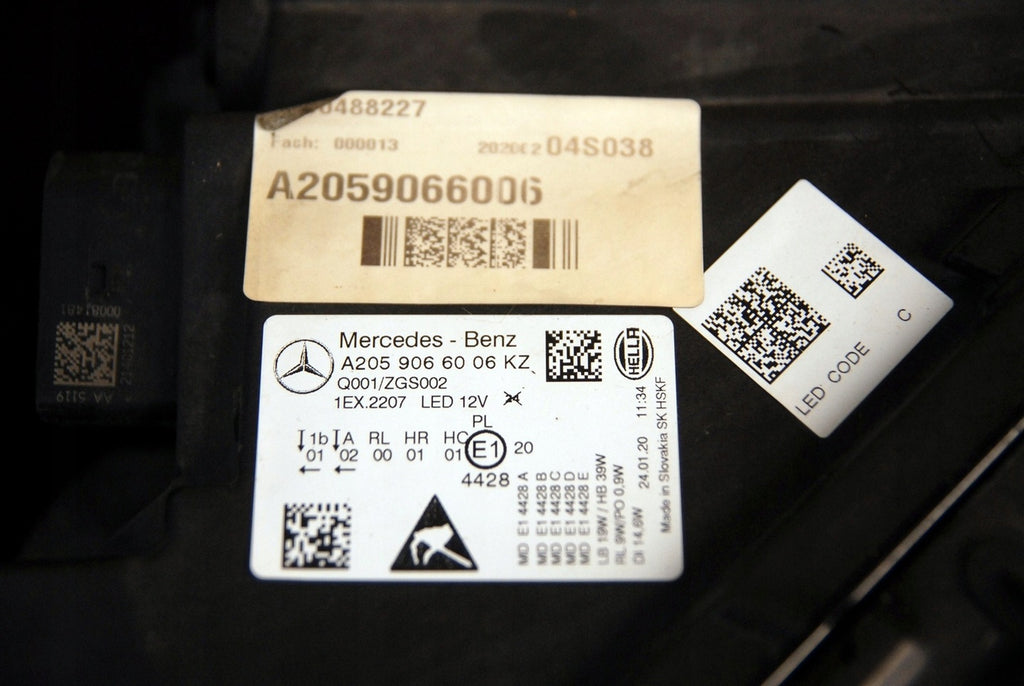 0488227
Fach: 000013
04S038
A2059066006
Mercedes - Benz
A205 906 60 06 KZ
Q001/ZGS002
1EX.2207 LED 12V
HELLA
PL
1b A RL HR HC
01 02 00 01 01
E1 20
4428
MD E1 4428 A
MD E1 4428 B
MD E1 4428 C
MD E1 4428 D
MD E1 4428 E
LB 19W / HB 39W
RL 9W/PO 0,9W
DI 14,6W
24.01.20 11:34
Made in Slovakia SK HSKF
LED CODE C
00081481
AA 5119